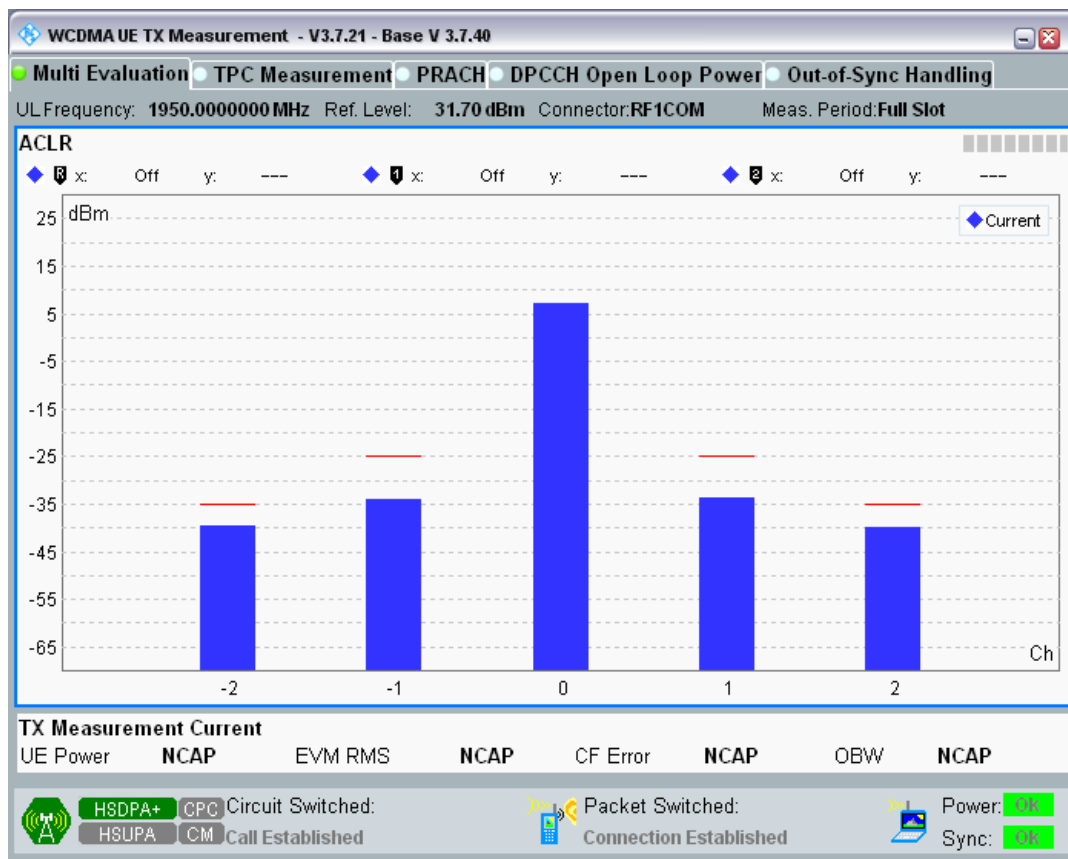 WCDMA UE TX Measurement - V3.7.21 - Base V 3.7.40
Multi Evaluation TPC Measurement PRACH DPCCH Open Loop Power Out-of-Sync Handling
UL Frequency: 1950.0000000 MHz Ref. Level: 31.70 dBm Connector:RF1COM Meas. Period:Full Slot
ACLR
R x: Off y: --- 1 x: Off y: --- 2 x: Off y: ---
dBm
Current
25
15
5
-5
-15
-25
-35
-45
-55
-65
Ch
-2 -1 0 1 2
TX Measurement Current
UE Power NCAP EVM RMS NCAP CF Error NCAP OBW NCAP
HSDPA+ CPC Circuit Switched: Packet Switched: Power: OK
HSUPA CM Call Established Connection Established Sync: OK